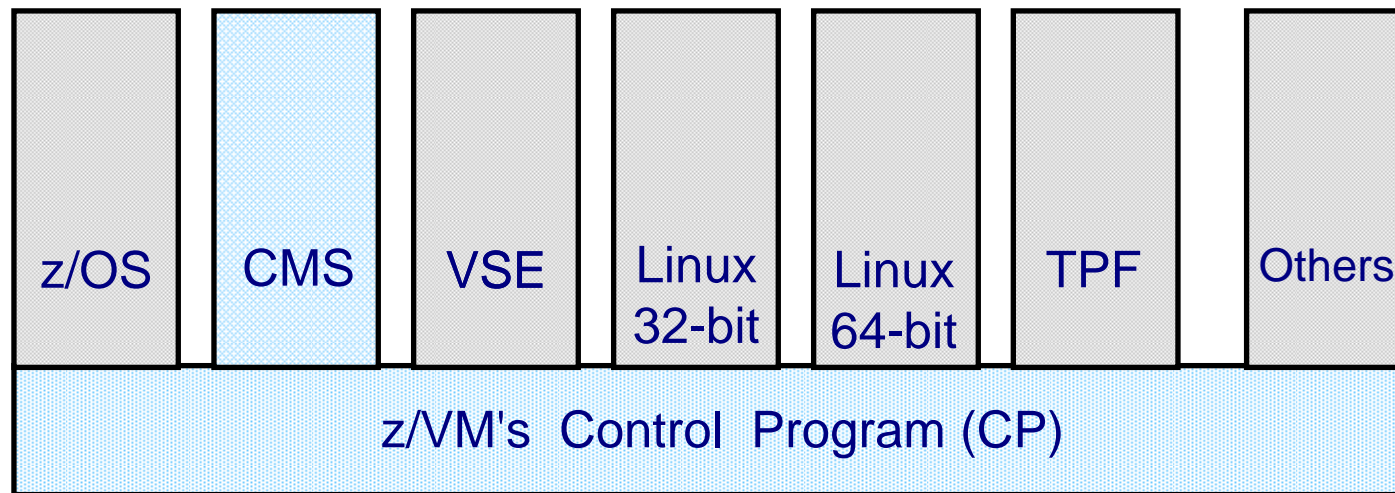 z/OS
CMS
VSE
Linux
32-bit
Linux
64-bit
TPF
Others
z/VM's Control Program (CP)